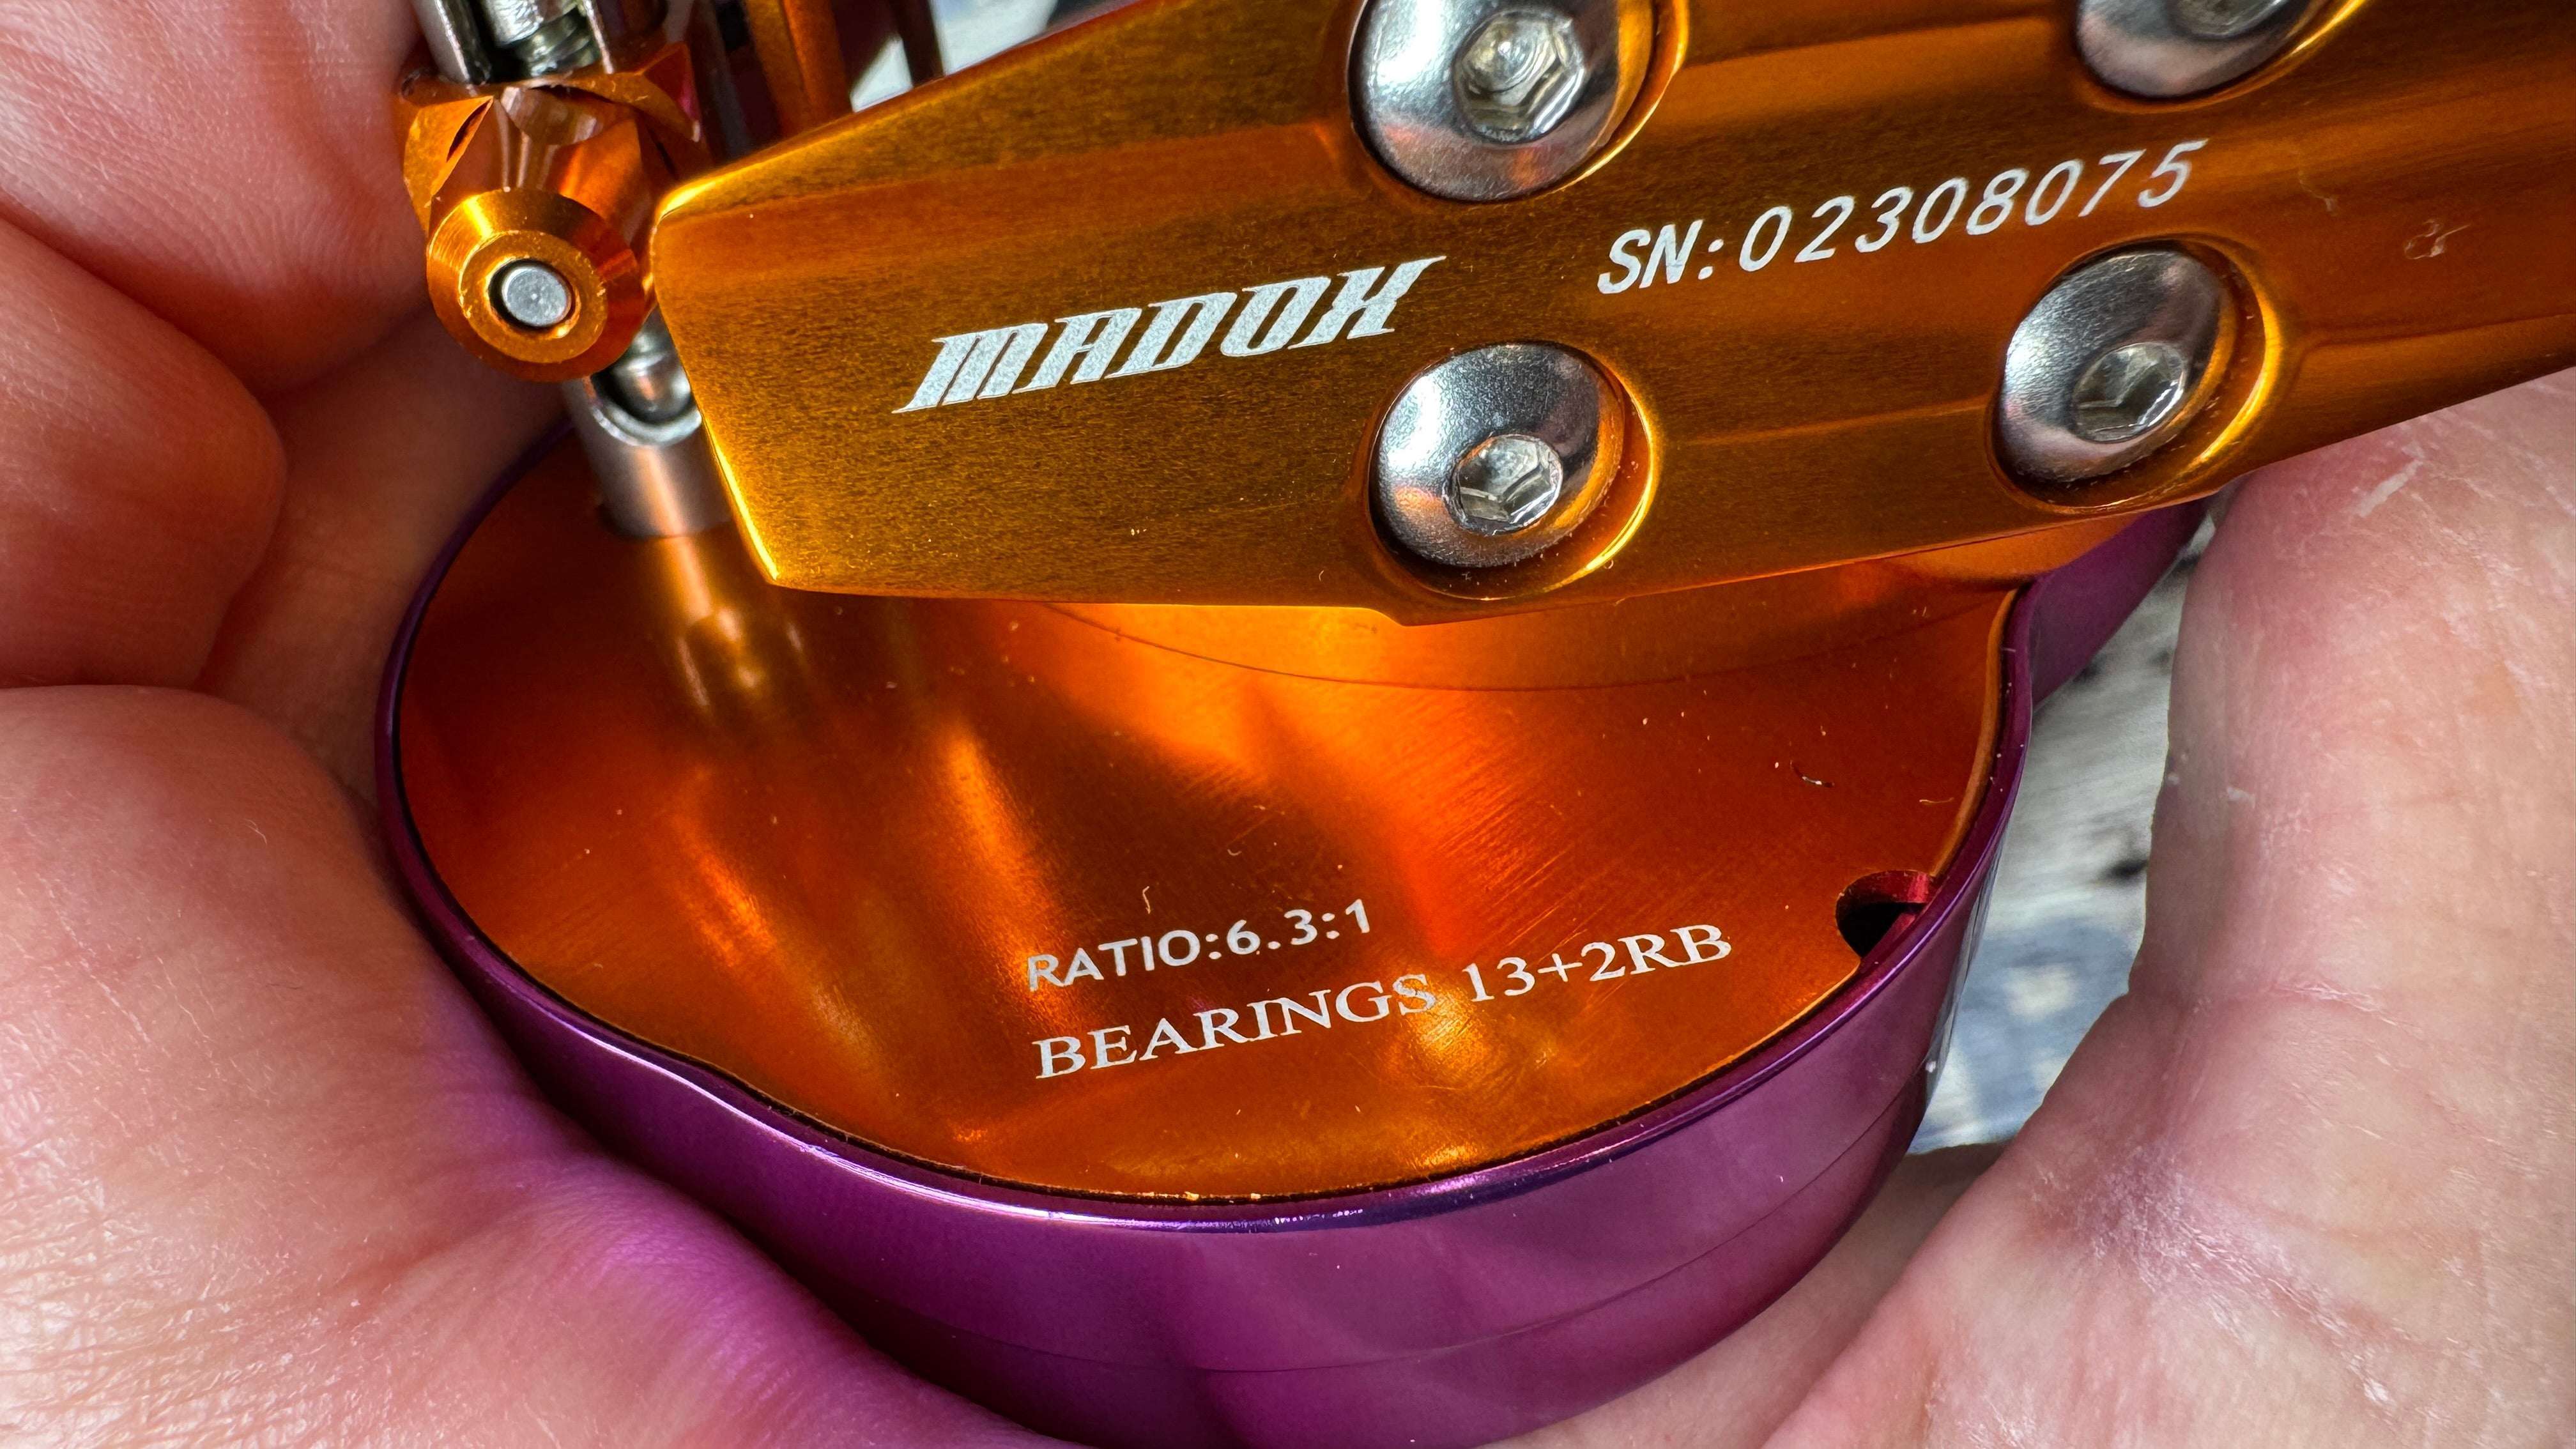 MADOX
SN:02308075
RATIO:6.3:1
BEARINGS 13+2RB